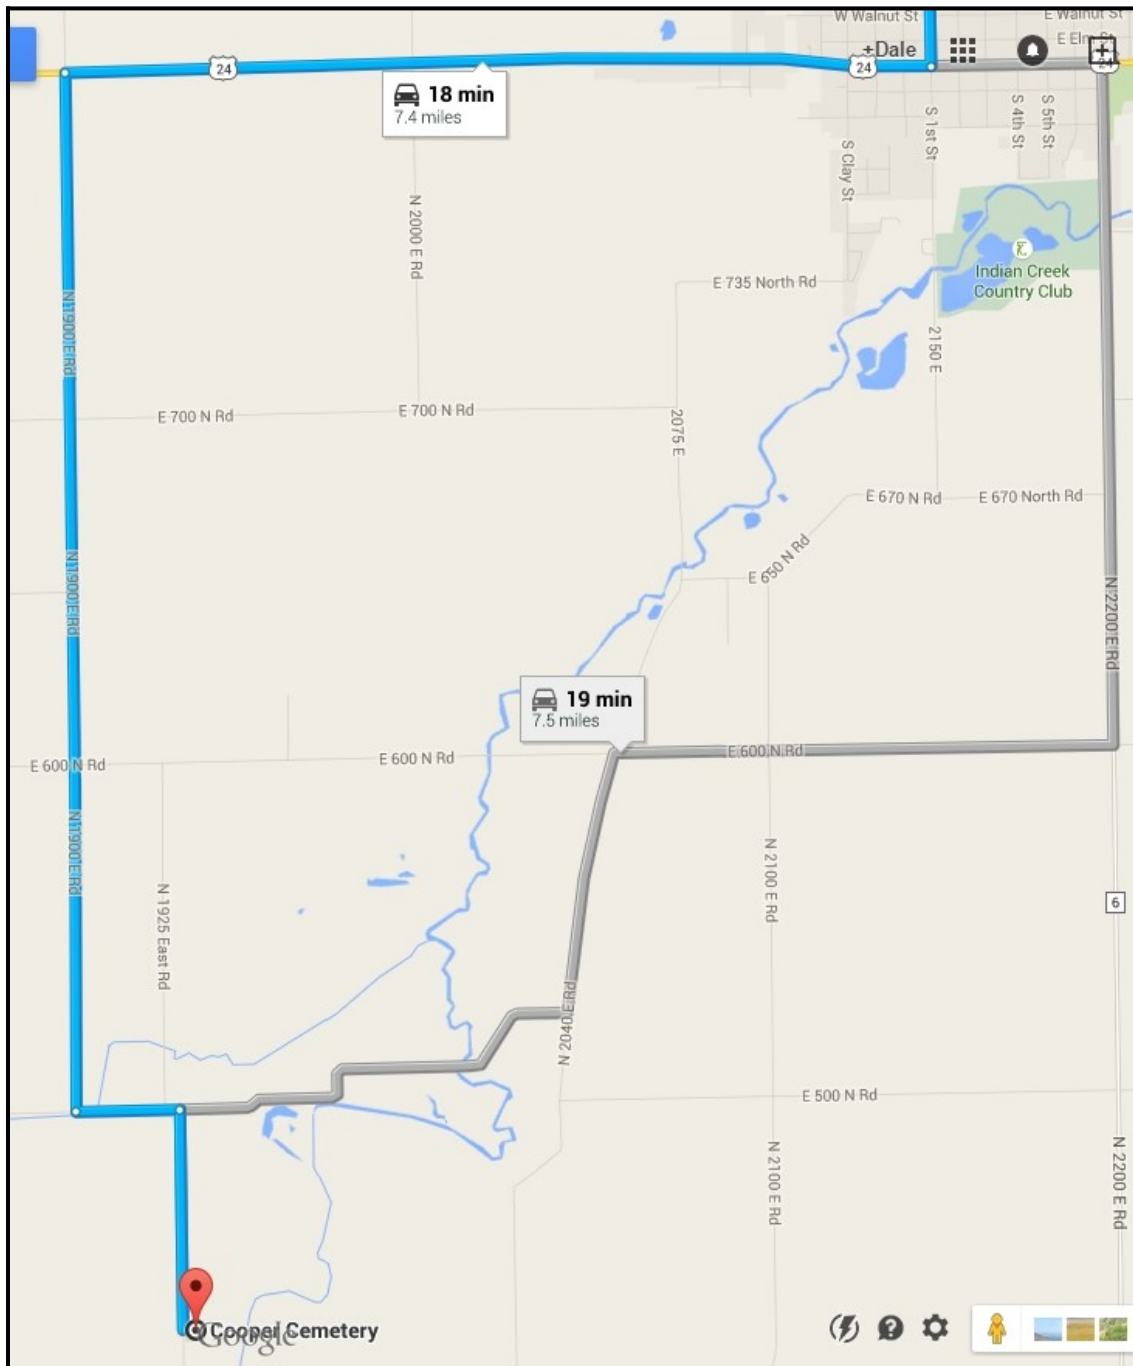 W Walnut St
E Walnut St
E Elm St
+Dale
24
24
24
18 min
7.4 miles
S 1st St
S 4th St
S 5th St
S Clay St
N 2000 E Rd
E 735 North Rd
Indian Creek
Country Club
N 1900 E Rd
2150 E
E 700 N Rd
E 700 N Rd
2075 E
E 670 N Rd
E 670 North Rd
N 1900 E Rd
E 650 N Rd
N 2200 E Rd
19 min
7.5 miles
E 600 N Rd
E 600 N Rd
E 600 N Rd
N 1900 E Rd
N 1925 East Rd
N 2100 E Rd
6
N 2040 E Rd
E 500 N Rd
N 2100 E Rd
N 2200 E Rd
Cooper Cemetery
Google